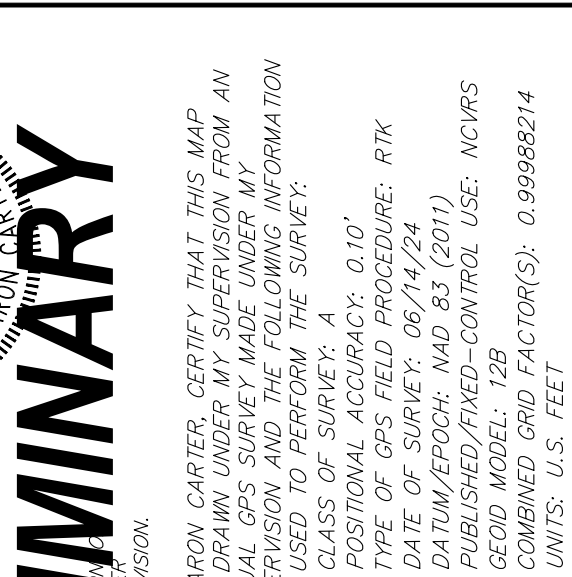 MINARY
VISION.
ARON CARTER, CERTIFY THAT THIS MAP
DRAWN UNDER MY SUPERVISION FROM AN
UAL GPS SURVEY MADE UNDER MY
ERVISION AND THE FOLLOWING INFORMATION
USED TO PERFORM THE SURVEY:
CLASS OF SURVEY: A
POSITIONAL ACCURACY: 0.10'
TYPE OF GPS FIELD PROCEDURE: RTK
DATE OF SURVEY: 06/14/24
DATUM/EPOCH: NAD 83 (2011)
PUBLISHED/FIXED-CONTROL USE: NCVRS
GEOID MODEL: 12B
COMBINED GRID FACTOR(S): 0.99988214
UNITS: U.S. FEET